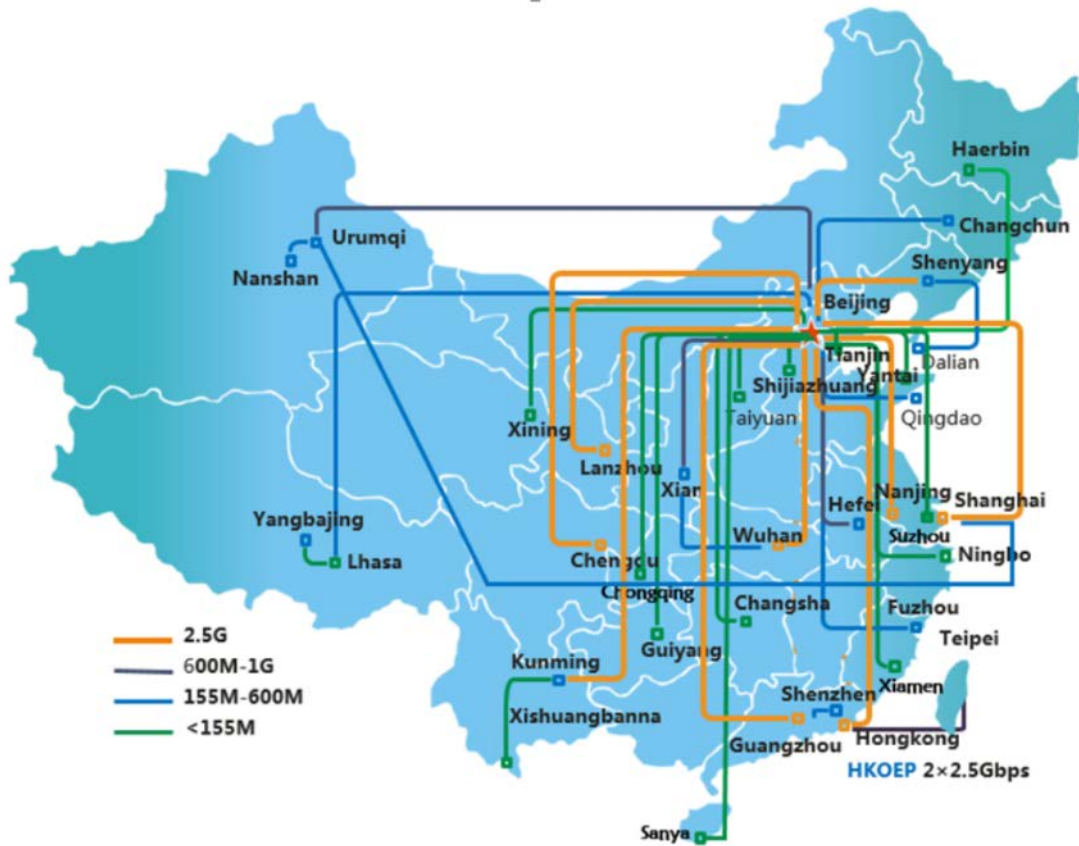 Haerbin
Changchun
Urumqi
Nanshan
Shenyang
Beijing
Tianjin
Dalian
Yantai
Shijiazhuang
Taiyuan
Qingdao
Xining
Lanzhou
Xian
Hefei
Nanjing
Shanghai
Yangbajing
Wuhan
Suzhou
Lhasa
Chengdu
Ningbo
Chongqing
Changsha
Fuzhou
Teipei
2.5G
600M-1G
155M-600M
<155M
Guiyang
Kunming
Xiamen
Shenzhen
Xishuangbanna
Guangzhou
Hongkong
HKOEP 2×2.5Gbps
Sanya